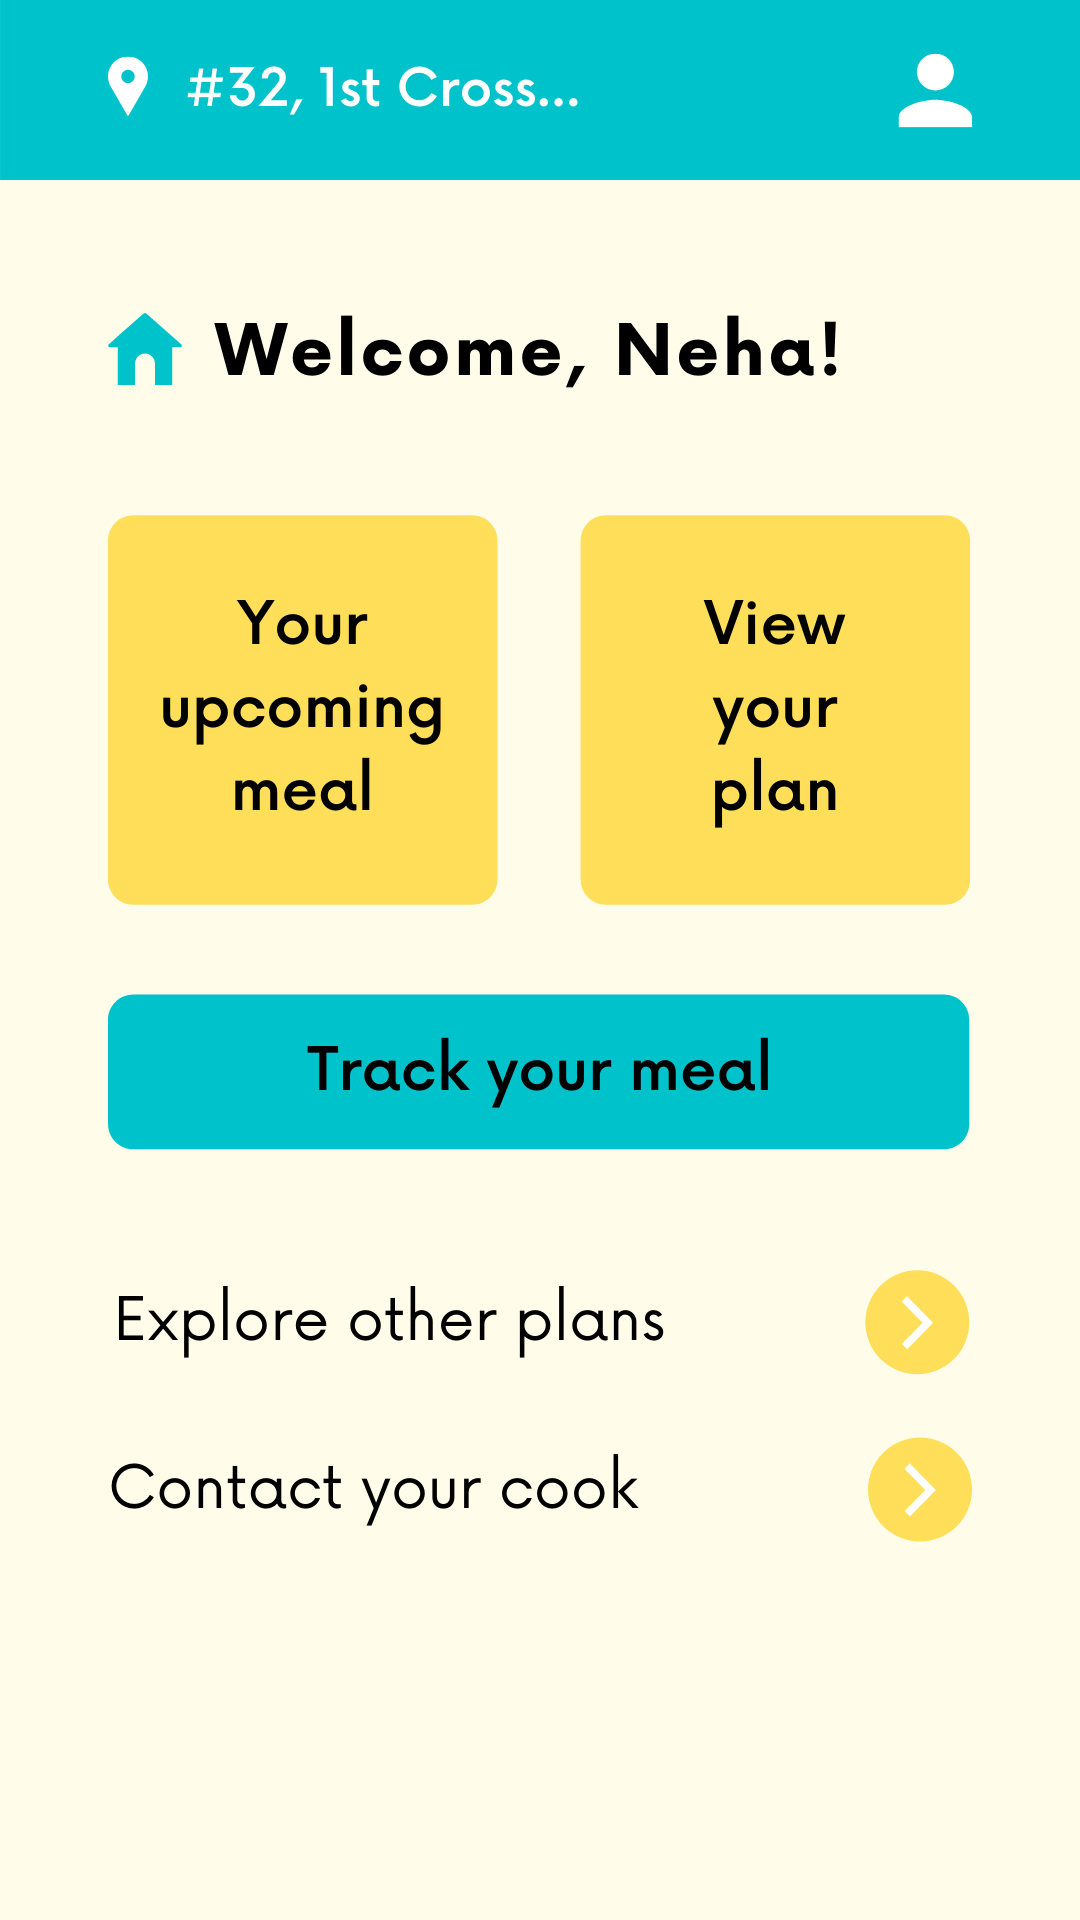 #32, 1st Cross...
Welcome, Neha!
Your
upcoming
meal
View
your
plan
Track your meal
Explore other plans
Contact your cook